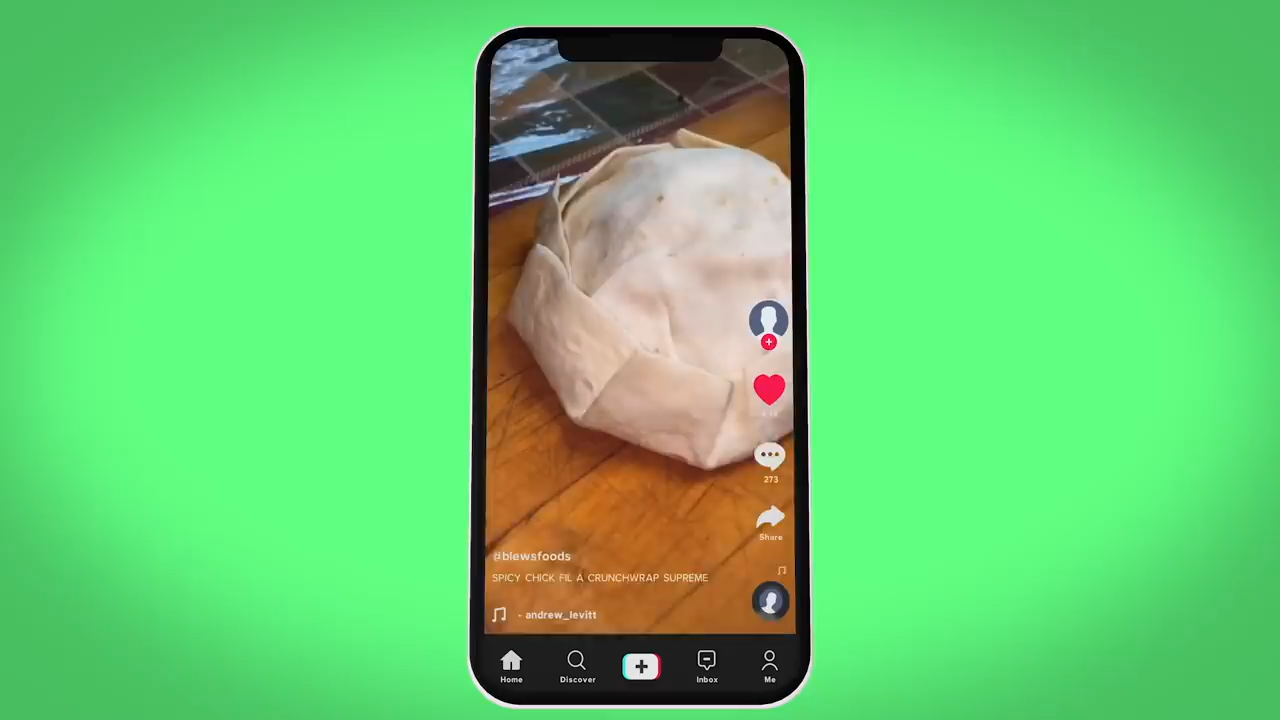 273
Share
#blewsfoods
SPICY CHICK FIL A CRUNCHWRAP SUPREME
- andrew_levitt
Home
Discover
Inbox
Me